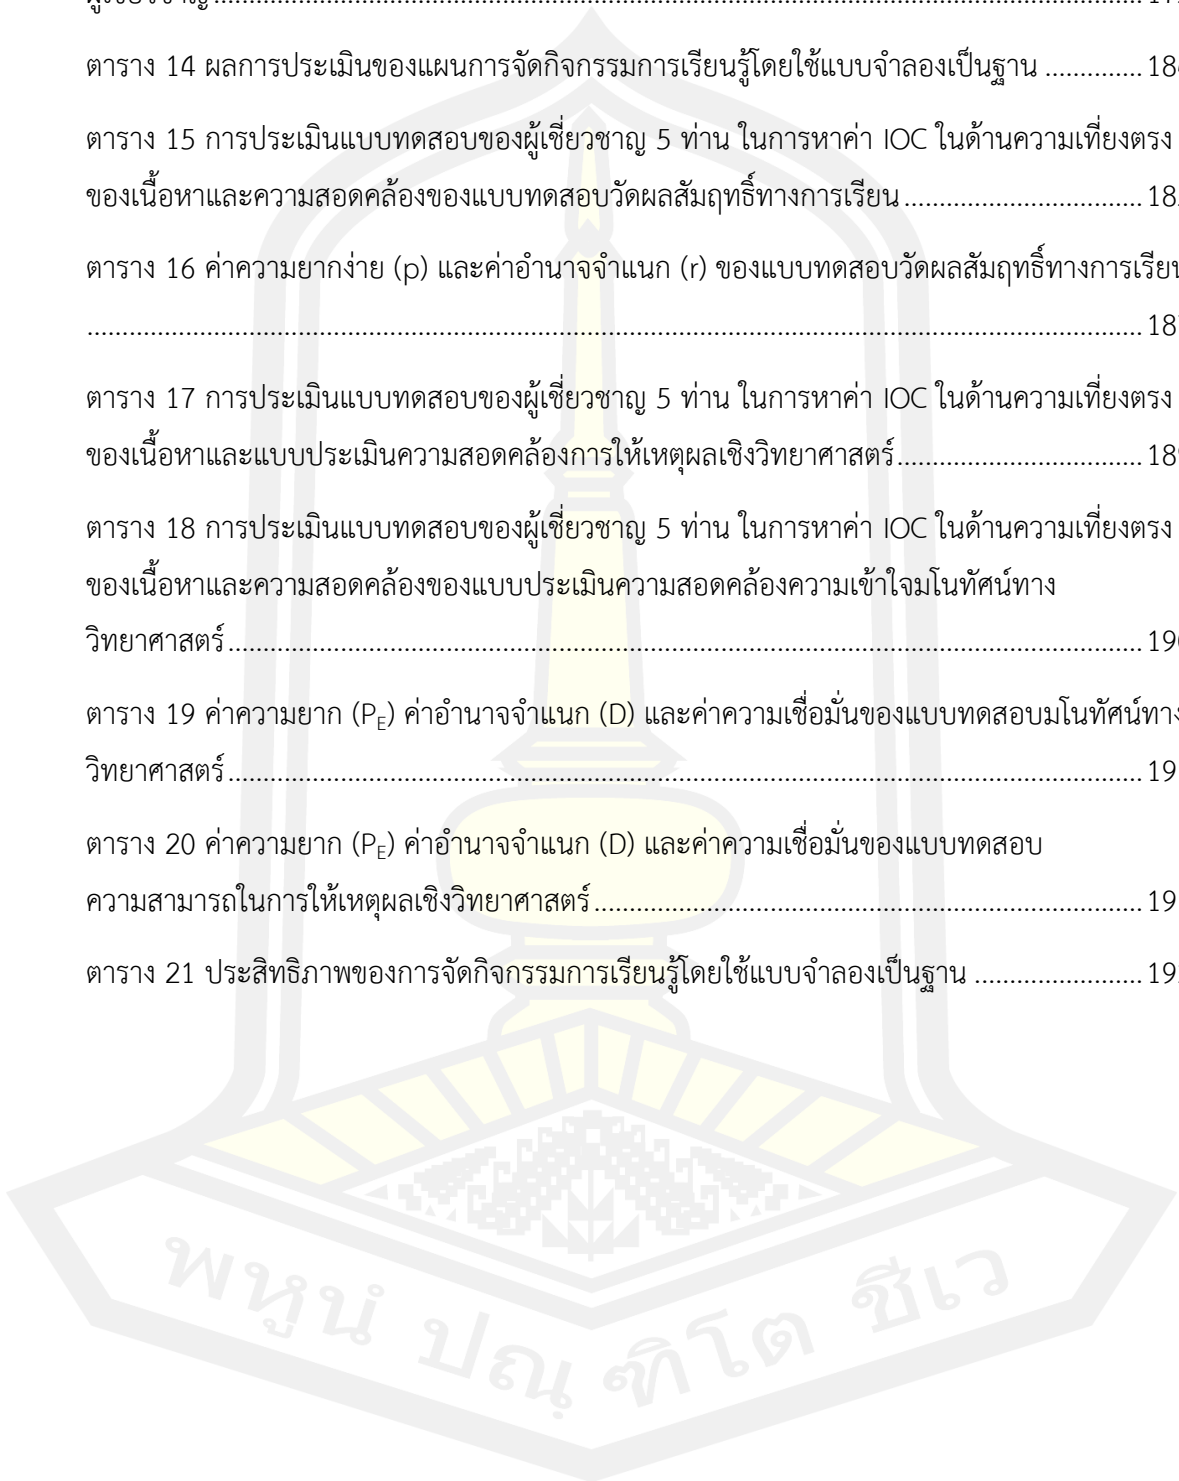 ผู้เชี่ยวชาญ
ตาราง 14 ผลการประเมินของแผนการจัดกิจกรรมการเรียนรู้โดยใช้แบบจำลองเป็นฐาน ..............
ตาราง 15 การประเมินแบบทดสอบของผู้เชี่ยวชาญ 5 ท่าน ในการหาค่า IOC ในด้านความเที่ยงตรง
ของเนื้อหาและความสอดคล้องของแบบทดสอบวัดผลสัมฤทธิ์ทางการเรียน
ตาราง 16 ค่าความยากง่าย (p) และค่าอำนาจจำแนก (r) ของแบบทดสอบวัดผลสัมฤทธิ์ทางการเรียน
ตาราง 17 การประเมินแบบทดสอบของผู้เชี่ยวชาญ 5 ท่าน ในการหาค่า IOC ในด้านความเที่ยงตรง
ของเนื้อหาและแบบประเมินความสอดคล้องการให้เหตุผลเชิงวิทยาศาสตร์
ตาราง 18 การประเมินแบบทดสอบของผู้เชี่ยวชาญ 5 ท่าน ในการหาค่า IOC ในด้านความเที่ยงตรง
ของเนื้อหาและความสอดคล้องของแบบประเมินความสอดคล้องความเข้าใจมโนทัศน์ทาง
วิทยาศาสตร์
ตาราง 19 ค่าความยาก (P_E) ค่าอำนาจจำแนก (D) และค่าความเชื่อมั่นของแบบทดสอบมโนทัศน์ทาง
วิทยาศาสตร์
ตาราง 20 ค่าความยาก (P_E) ค่าอำนาจจำแนก (D) และค่าความเชื่อมั่นของแบบทดสอบ
ความสามารถในการให้เหตุผลเชิงวิทยาศาสตร์
ตาราง 21 ประสิทธิภาพของการจัดกิจกรรมการเรียนรู้โดยใช้แบบจำลองเป็นฐาน ......................
พหูนํ ปณฺฑิโต ชีเว